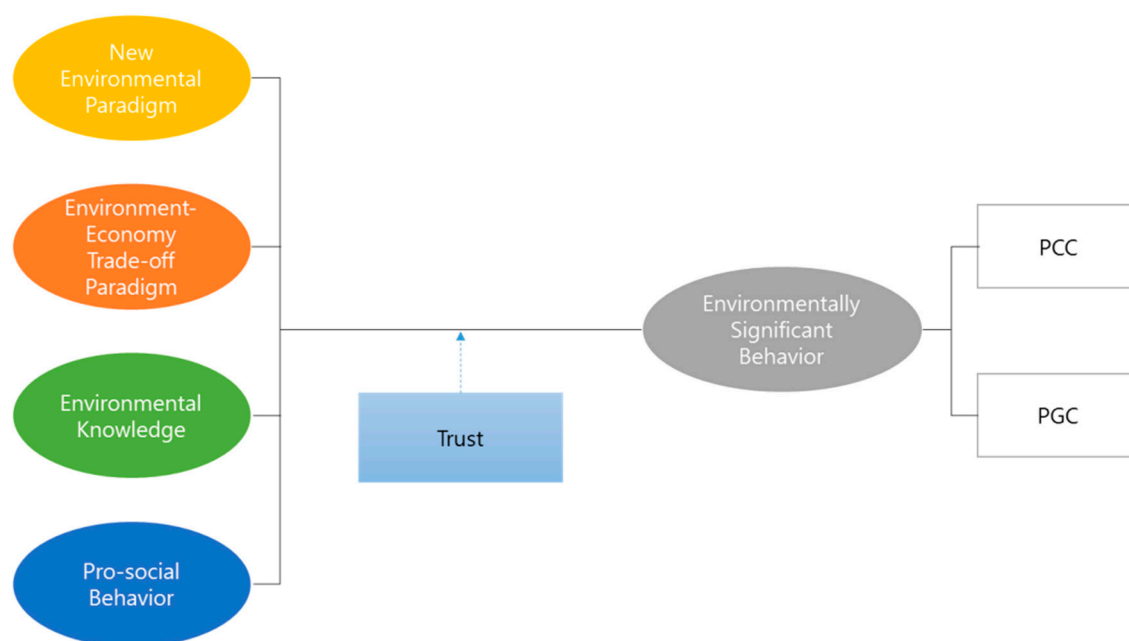 New
Environmental
Paradigm
Environment-
Economy
Trade-off
Paradigm
Environmental
Knowledge
Pro-social
Behavior
Trust
Environmentally
Significant
Behavior
PCC
PGC